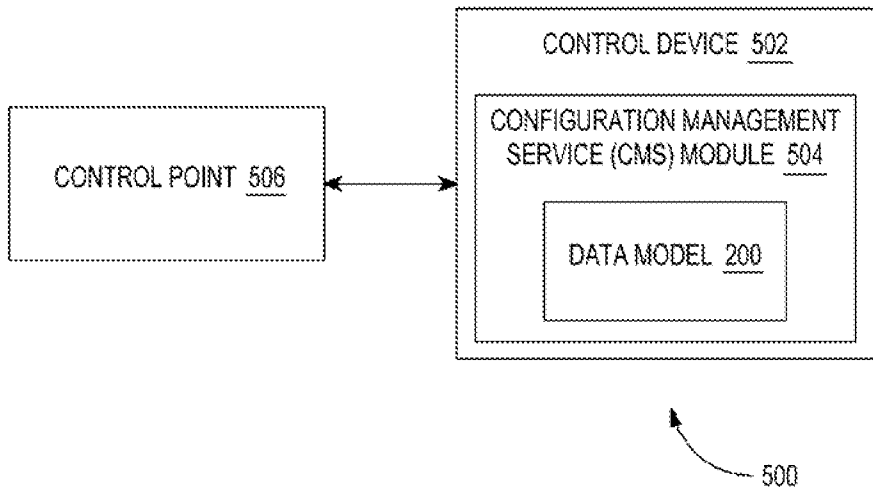 CONTROL DEVICE 502
CONFIGURATION MANAGEMENT
SERVICE (CMS) MODULE 504
CONTROL POINT 506
DATA MODEL 200
500